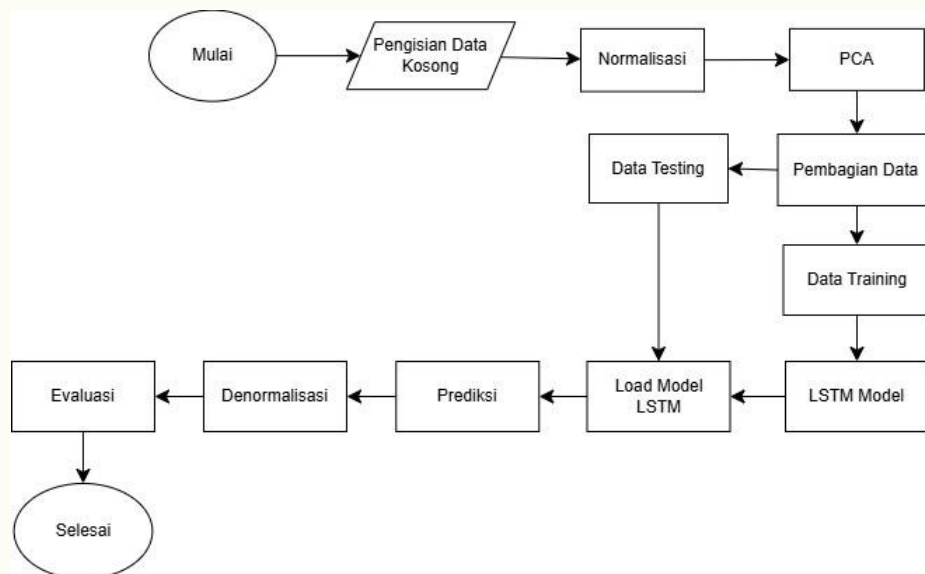 Mulai
Pengisian Data
Kosong
Normalisasi
PCA
Data Testing
Pembagian Data
Data Training
Evaluasi
Denormalisasi
Prediksi
Load Model
LSTM
LSTM Model
Selesai